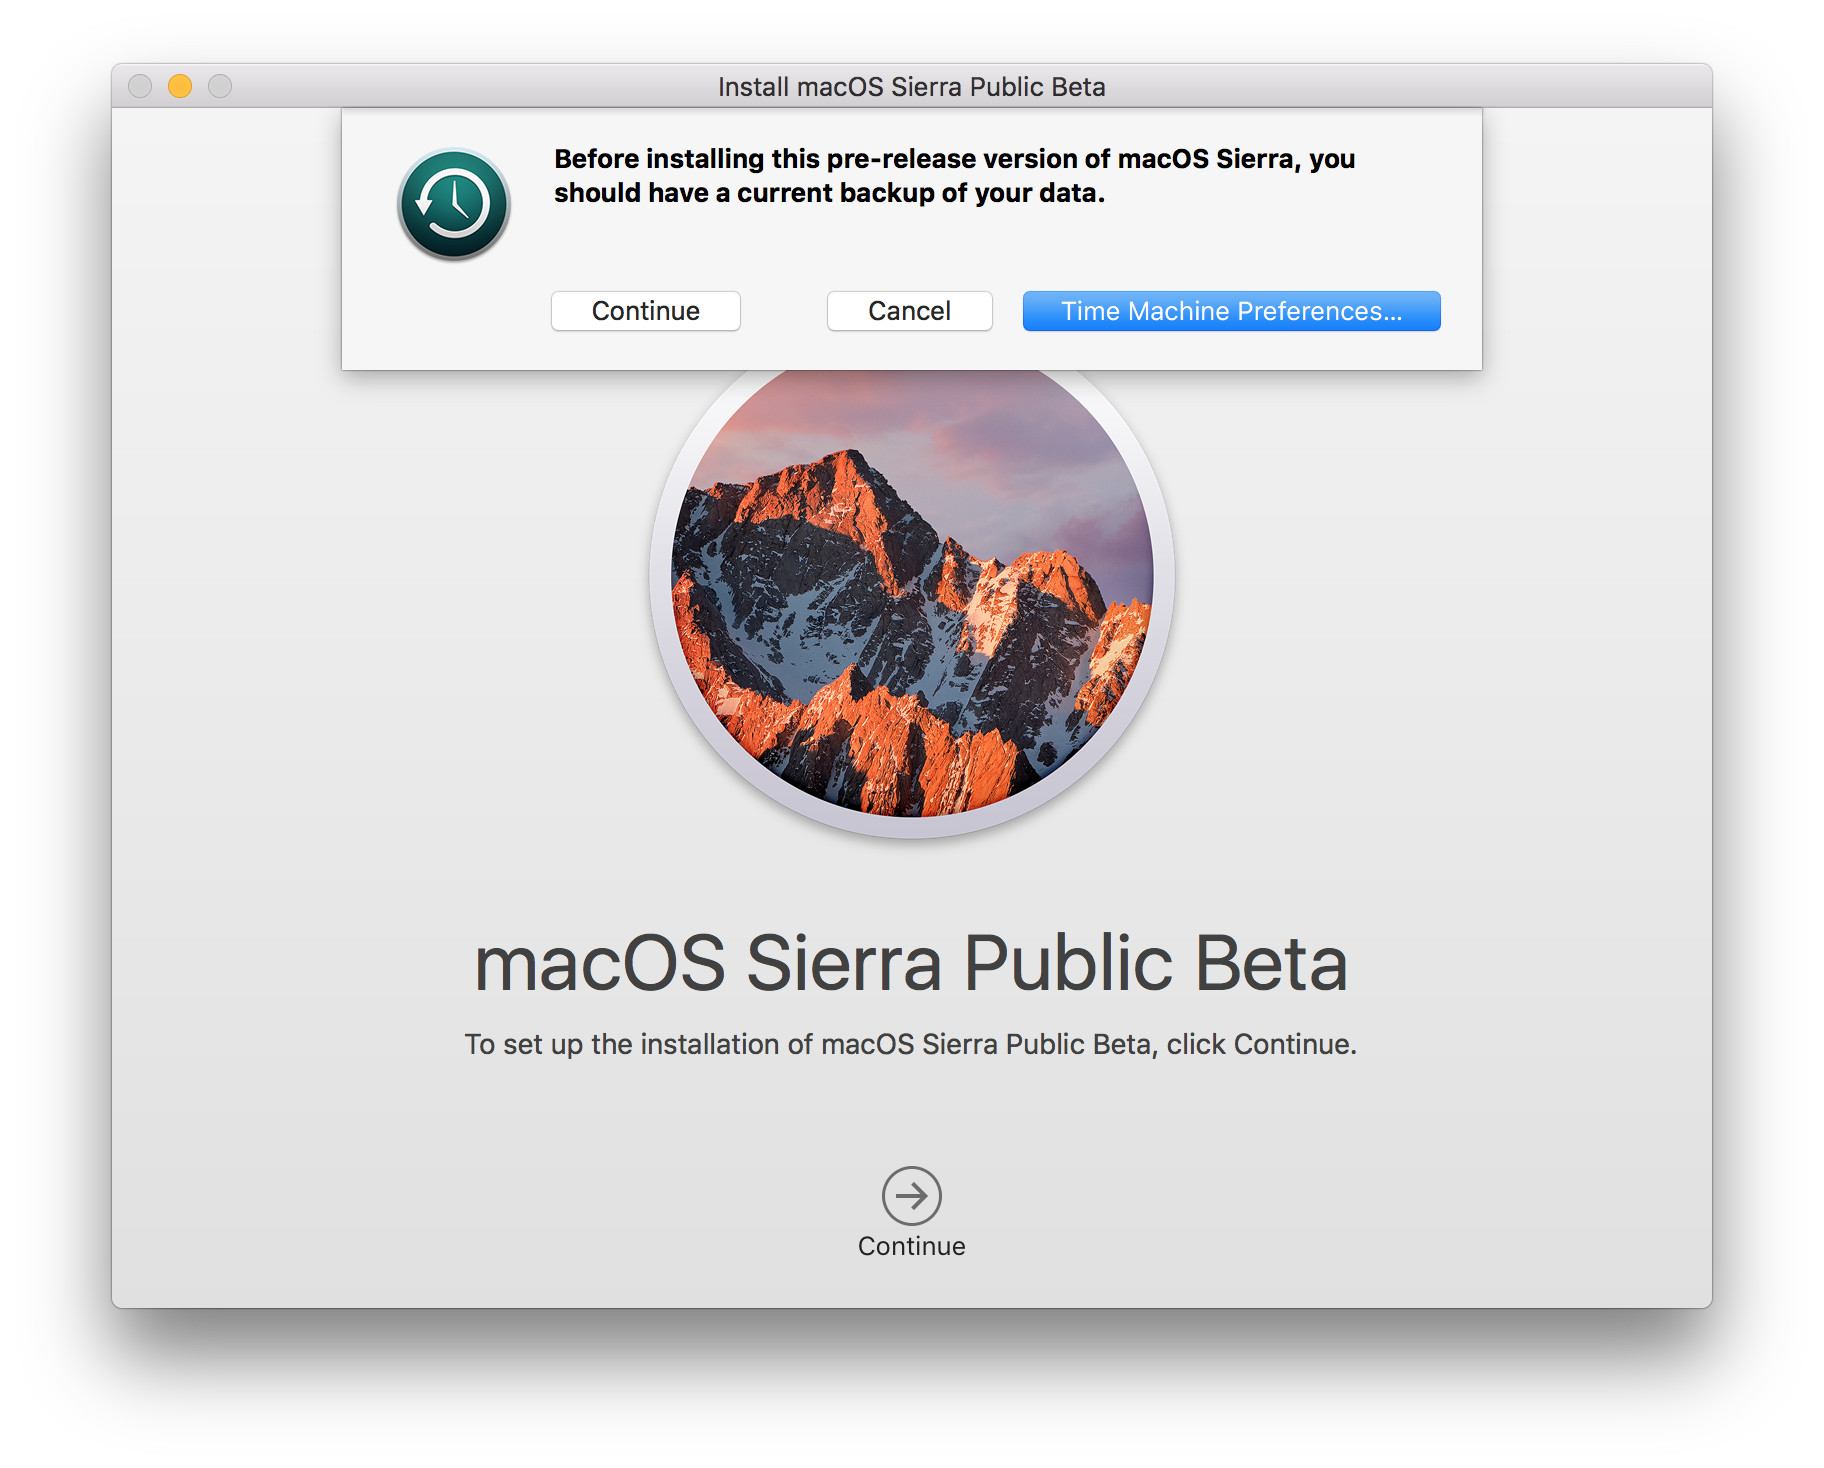 Install macOS Sierra Public Beta
Before installing this pre-release version of macOS Sierra, you
should have a current backup of your data.
Continue
Cancel
Time Machine Preferences...
macOS Sierra Public Beta
To set up the installation of macOS Sierra Public Beta, click Continue.
Continue